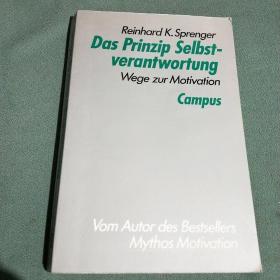 Reinhard K. Sprenger
Das Prinzip Selbst-
verantwortung
Wege zur Motivation
Campus
Vom Autor des Bestsellers
Mythos Motivation